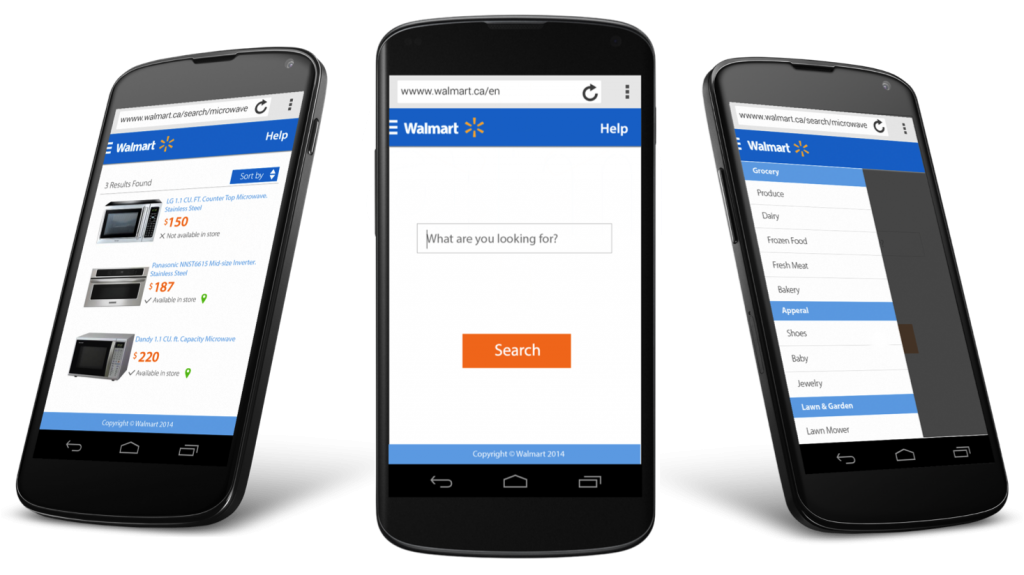 wwww.walmart.ca/search/microwave
Walmart
Help
3 Results Found
Sort by
LG 1.1 CU. FT. Counter Top Microwave.
Stainless Steel
$150
Not available in store
Panasonic NNST661S Mid-size Inverter.
Stainless Steel
$187
Available in store
Dandy 1.1 CU. ft. Capacity Microwave
$220
Available in store
Copyright © Walmart 2014
wwww.walmart.ca/en
Walmart
Help
What are you looking for?
Search
Copyright © Walmart 2014
wwww.walmart.ca/search/microwave
Walmart
Grocery
Produce
Dairy
Frozen Food
Fresh Meat
Bakery
Apperal
Shoes
Baby
Jewelry
Lawn & Garden
Lawn Mower